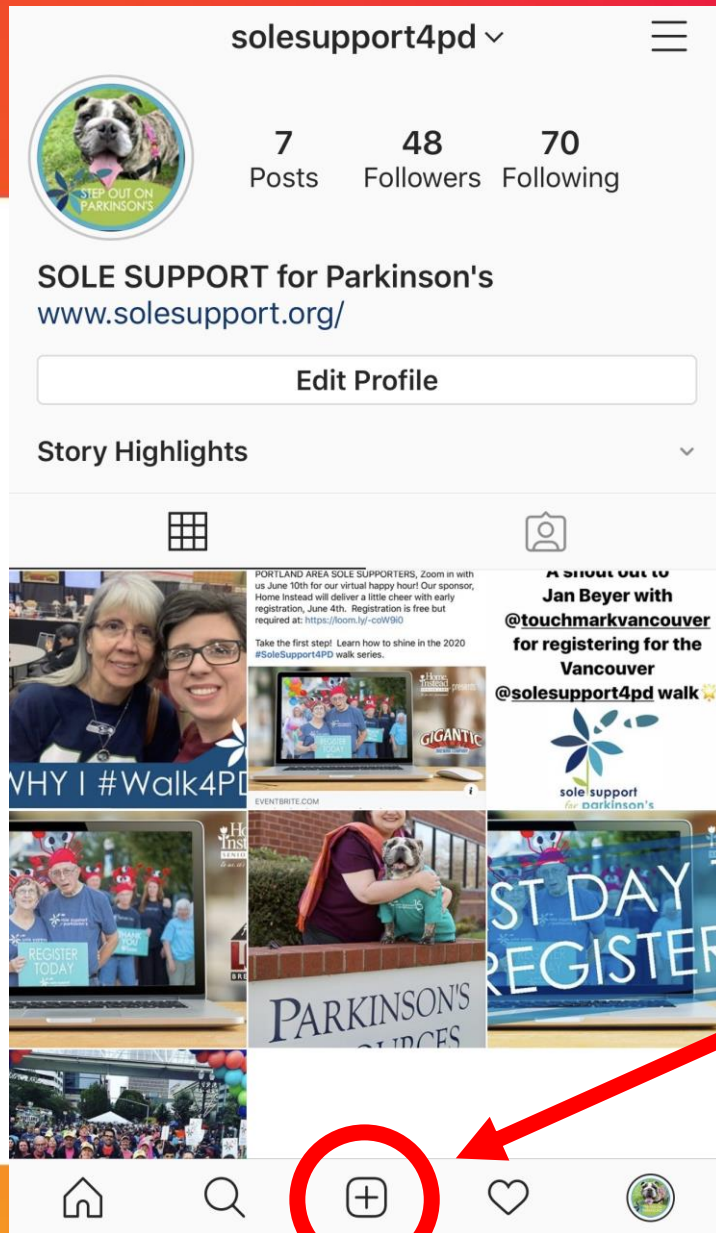 solesupport4pd
7
48
70
Posts
Followers
Following
STEP OUT ON
PARKINSON'S
SOLE SUPPORT for Parkinson's
www.solesupport.org/
Edit Profile
Story Highlights
WHY I #Walk4PD
PORTLAND AREA SOLE SUPPORTERS, Zoom in with
us June 10th for our virtual happy hour! Our sponsor,
Home Instead will deliver a little cheer with early
registration, June 4th. Registration is free but
required at: https://loom.ly/-coW9i0
Take the first step! Learn how to shine in the 2020
#SoleSupport4PD walk series.
Home
Instead
presents
REGISTER
TODAY
GIGANTIC
EVENTBRITE.COM
A shout out to
Jan Beyer with
@touchmarkvancouver
for registering for the
Vancouver
@solesupport4pd walk
sole support
for parkinson's
REGISTER
TODAY
THANK
YOU
PARKINSON'S
ST DAY
REGISTER